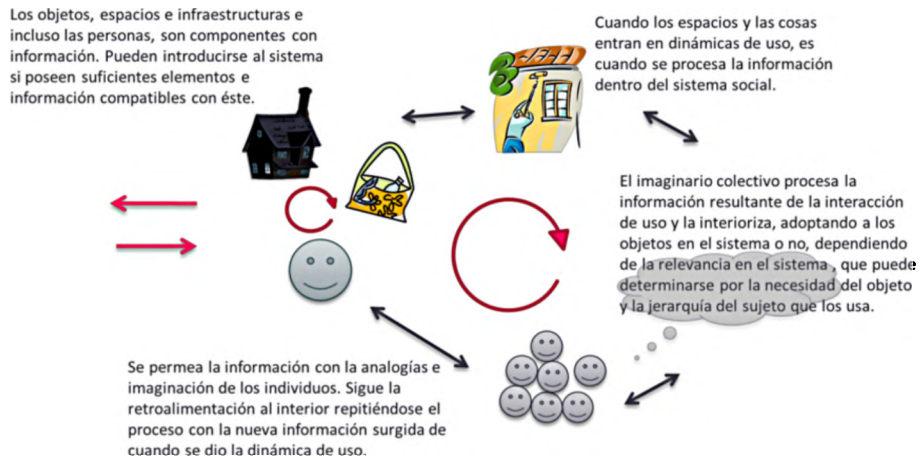 Los objetos, espacios e infraestructuras e
incluso las personas, son componentes con
información. Pueden introducirse al sistema
si poseen suficientes elementos e
información compatibles con éste.
Cuando los espacios y las cosas
entran en dinámicas de uso, es
cuando se procesa la información
dentro del sistema social.
El imaginario colectivo procesa la
información resultante de la interacción
de uso y la interioriza, adoptando a los
objetos en el sistema o no, dependiendo
de la relevancia en el sistema , que puede
determinarse por la necesidad del objeto
y la jerarquía del sujeto que los usa.
Se permea la información con la analogías e
imaginación de los individuos. Sigue la
retroalimentación al interior repitiéndose el
proceso con la nueva información surgida de
cuando se dio la dinámica de uso.